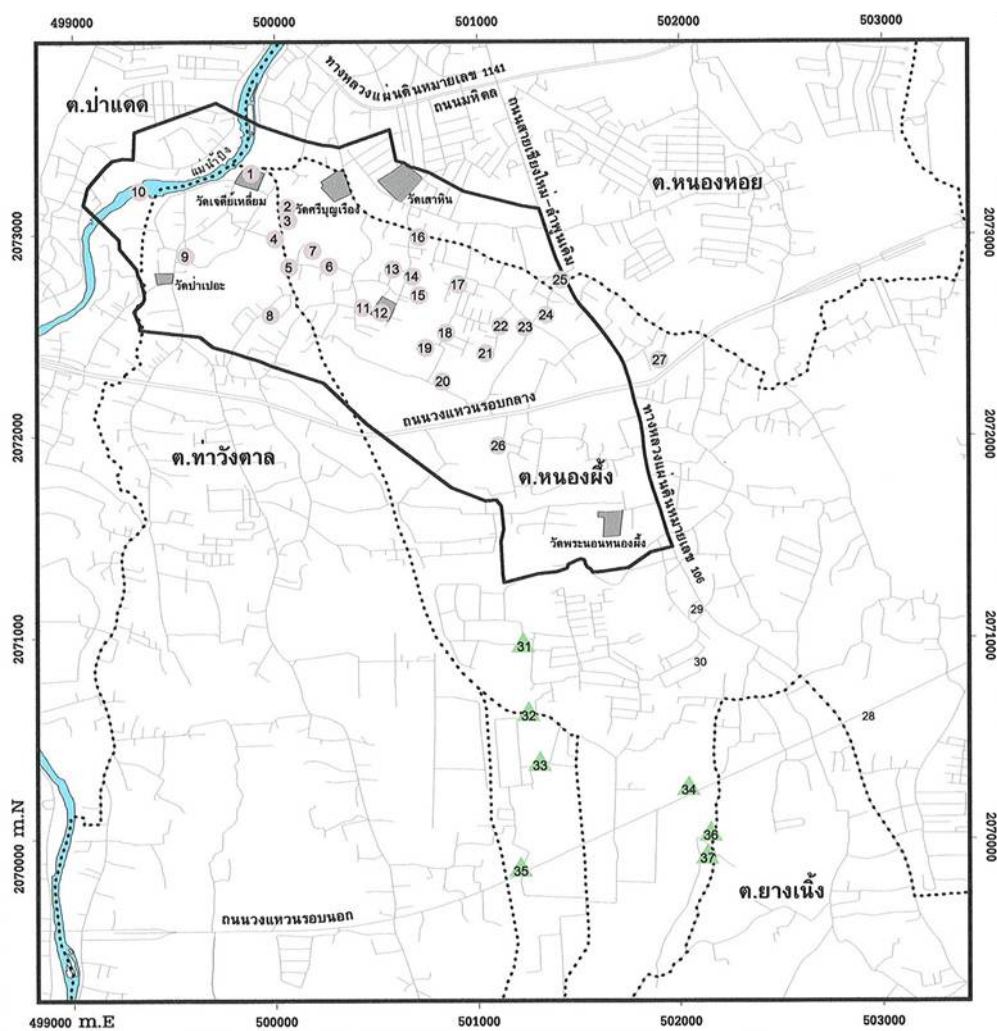 499000 500000 501000 502000 503000
ทางหลวงแผ่นดินหมายเลข 1141
ถนนมหิดล
ต.ป่าแดด
ถนนสายเชียงใหม่-ลำพูนเดิม
แม่น้ำปิง
ต.หนองหอย
1
10
วัดเจดีย์เหลี่ยม
วัดศรีบุญเรือง
วัดเสาหิน
2
3
2073000
2073000
4
16
7
9
5
6
13
14
17
25
วัดป่าเปอะ
15
11
12
8
24
22
23
18
19
21
27
20
ถนนวงแหวนรอบกลาง
2072000
2072000
ทางหลวงแผ่นดินหมายเลข 106
26
ต.ท่าวังตาล
ต.หนองผึ้ง
วัดพระนอนหนองผึ้ง
29
2071000
2071000
31
30
32
28
33
34
36
2070000 m.N
2070000
37
35
ต.ยางเนิ้ง
ถนนวงแหวนรอบนอก
499000 m.E 500000 501000 502000 503000